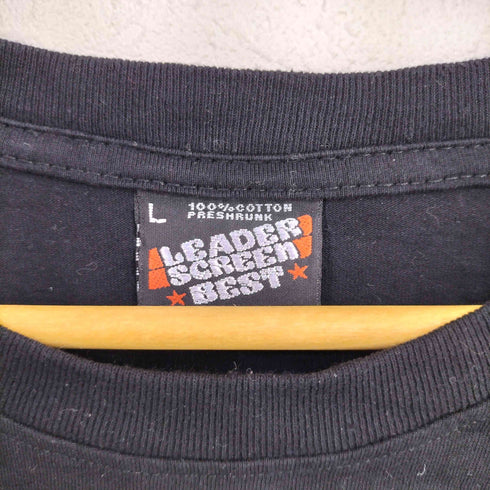 L
100%COTTON
PRESHRUNK
LEADER
SCREEN
BEST